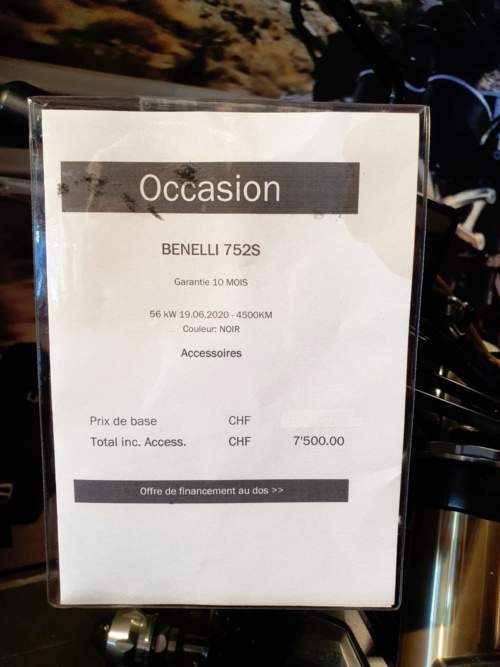 Occasion
BENELLI 752S
Garantie 10 MOIS
56 kW 19.06.2020 - 4500KM
Couleur: NOIR
Accessoires
Prix de base CHF
Total inc. Access. CHF 7'500.00
Offre de financement au dos >>